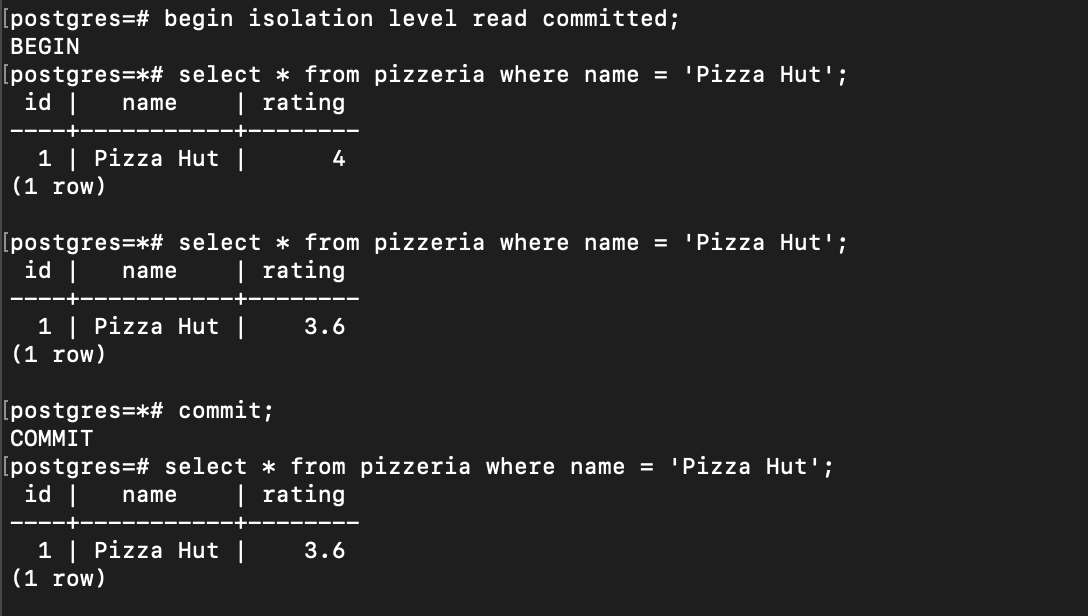 [postgres=# begin isolation level read committed;
BEGIN
[postgres=*# select * from pizzeria where name = 'Pizza Hut';
 id |   name    | rating
----+-----------+--------
  1 | Pizza Hut |      4
(1 row)

[postgres=*# select * from pizzeria where name = 'Pizza Hut';
 id |   name    | rating
----+-----------+--------
  1 | Pizza Hut |    3.6
(1 row)

[postgres=*# commit;
COMMIT
[postgres=# select * from pizzeria where name = 'Pizza Hut';
 id |   name    | rating
----+-----------+--------
  1 | Pizza Hut |    3.6
(1 row)